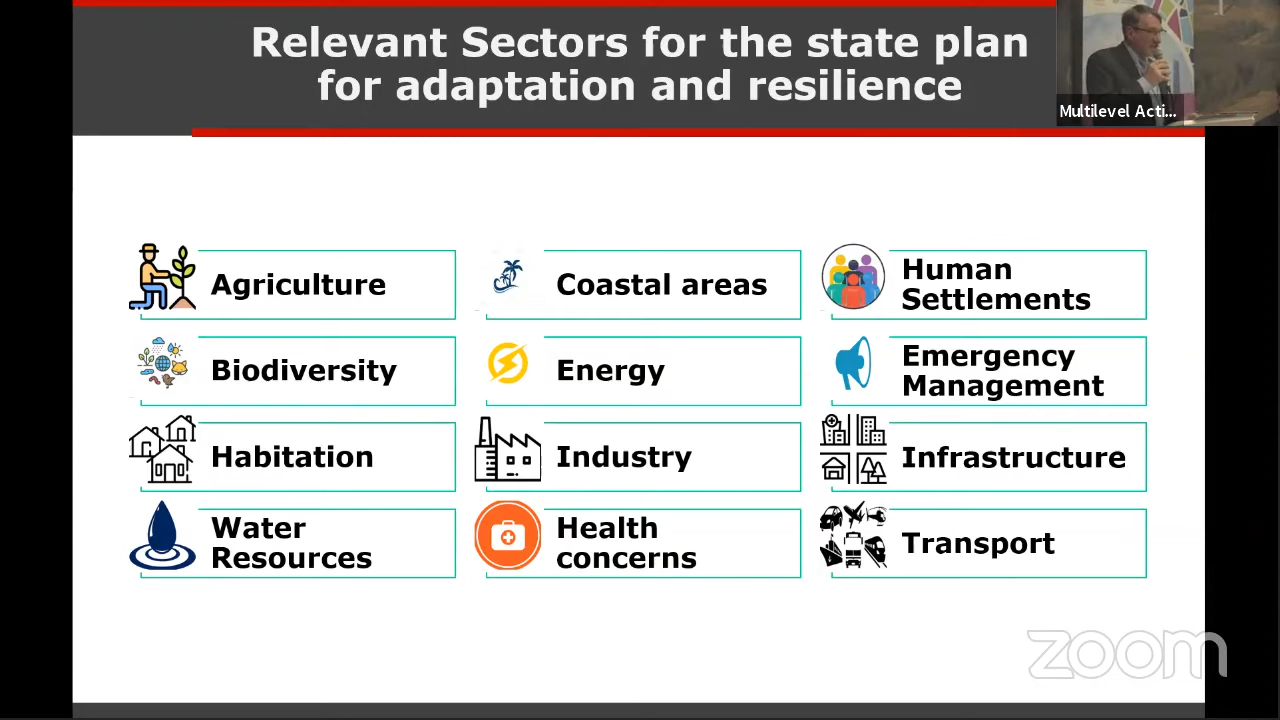 Relevant Sectors for the state plan
for adaptation and resilience
Multilevel Acti...
Agriculture
Coastal areas
Human
Settlements
Biodiversity
Energy
Emergency
Management
Habitation
Industry
Infrastructure
Water
Resources
Health
concerns
Transport
zoom